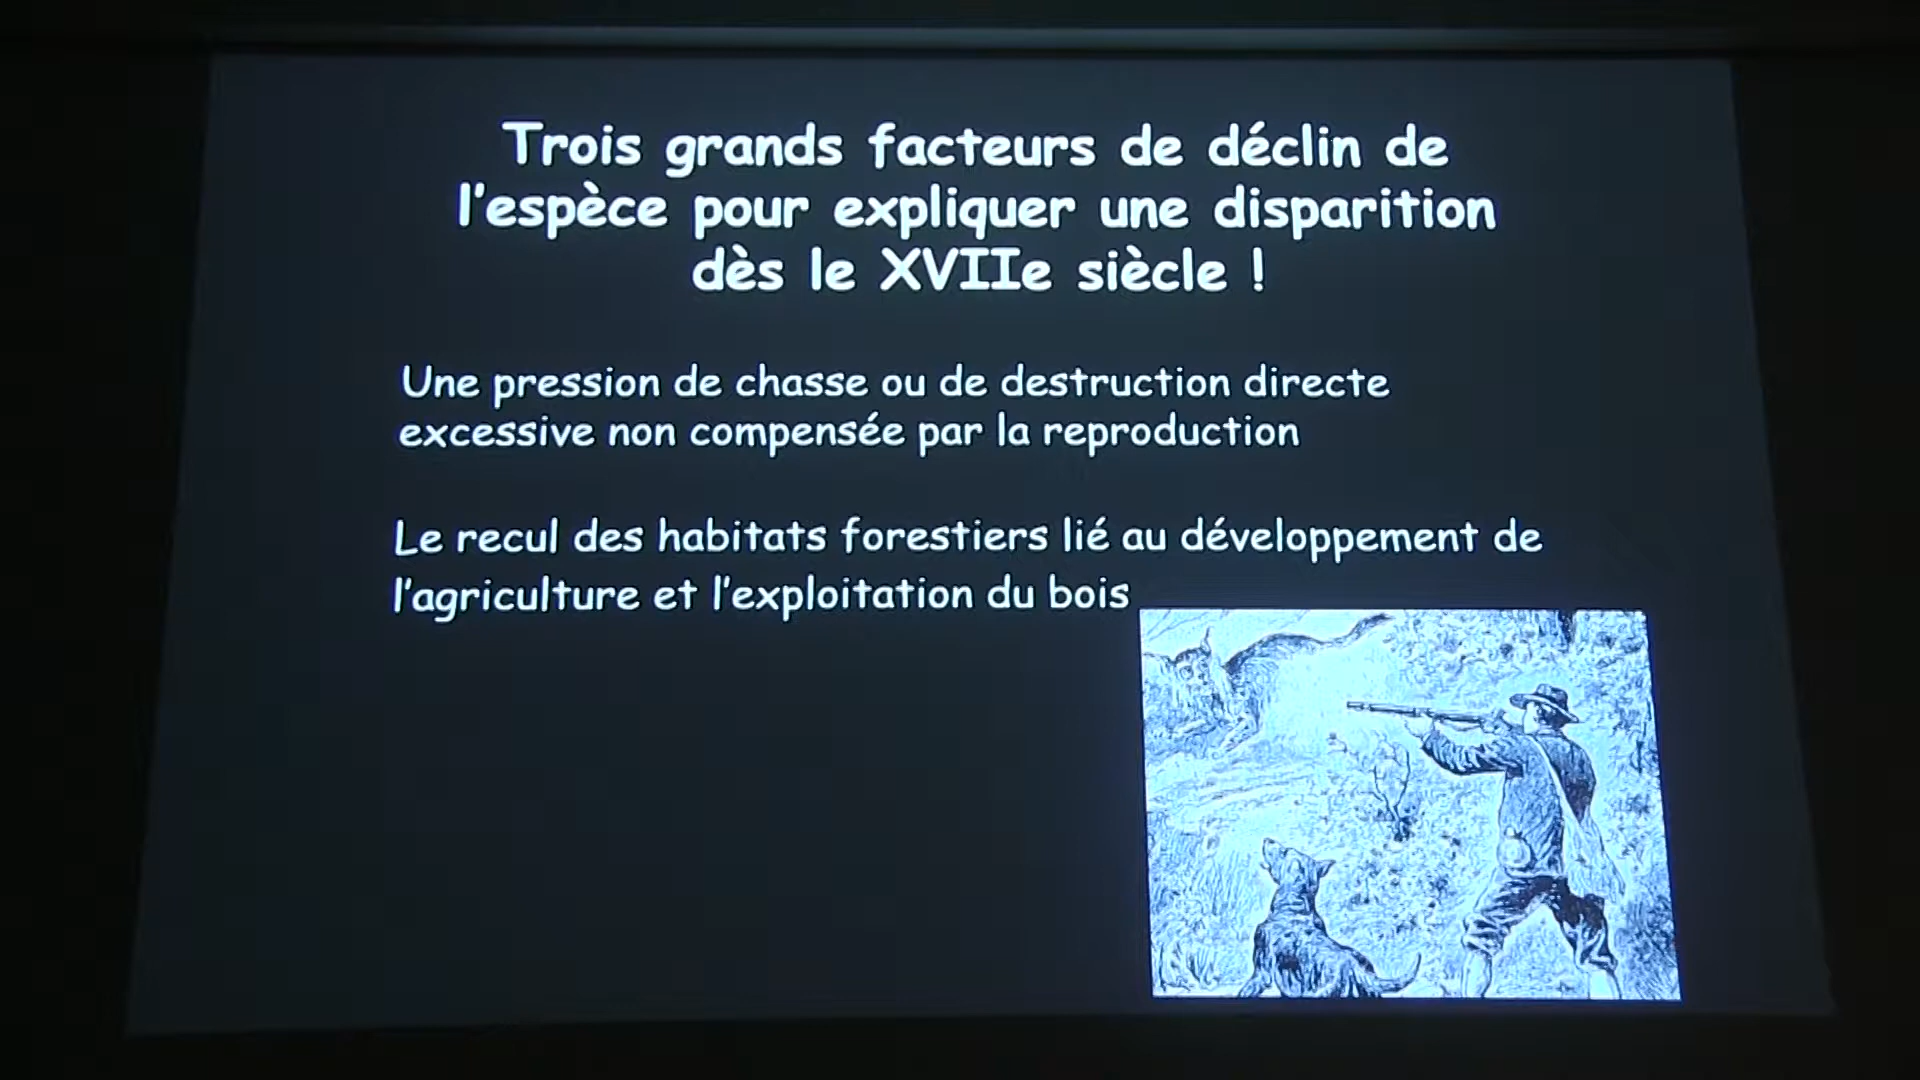 Trois grands facteurs de déclin de
l'espèce pour expliquer une disparition
dès le XVIIe siècle !
Une pression de chasse ou de destruction directe
excessive non compensée par la reproduction
Le recul des habitats forestiers lié au développement de
l'agriculture et l'exploitation du bois